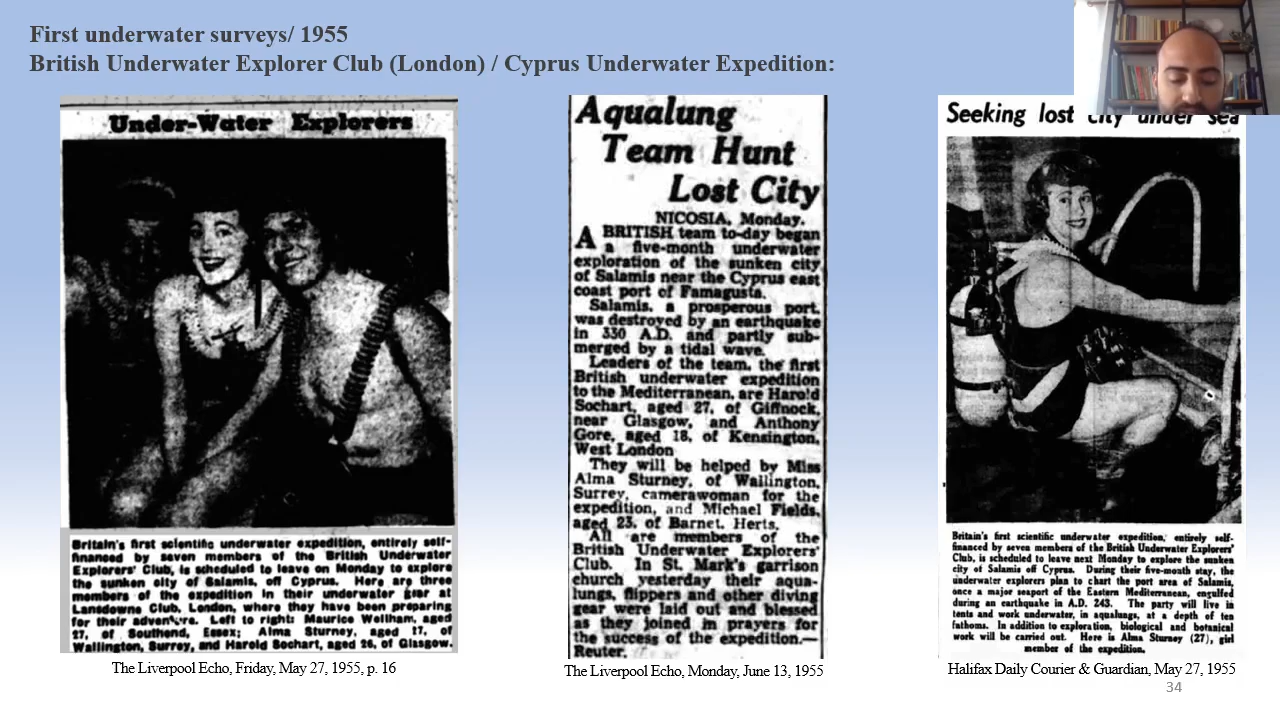 First underwater surveys/ 1955
British Underwater Explorer Club (London) / Cyprus Underwater Expedition:
Under-Water Explorers
Britain's first scientific underwater expedition, entirely self-
financed by seven members of the British Underwater
Explorers' Club, is scheduled to leave on Monday to explore
the sunken city of Salamis, off Cyprus. Here are three
members of the expedition in their underwater gear at
Lansdowne Club, London, where they have been preparing
for their adventure. Left to right: Maurice Wellham, aged
27, of Southend, Essex; Alma Sturney, aged 17, of
Wallington, Surrey, and Harold Sochart, aged 26, of Glasgow.
The Liverpool Echo, Friday, May 27, 1955, p. 16
Aqualung
Team Hunt
Lost City
NICOSIA, Monday.
A BRITISH team to-day began
a five-month underwater
exploration of the sunken city
of Salamis near the Cyprus east
coast port of Famagusta.
Salamis, a prosperous port,
was destroyed by an earthquake
in 330 A.D. and partly sub-
merged by a tidal wave.
Leaders of the team, the first
British underwater expedition
to the Mediterranean, are Harold
Sochart, aged 27, of Giffnock,
near Glasgow, and Anthony
Gore, aged 18, of Kensington,
West London
They will be helped by Miss
Alma Sturney, of Wallington,
Surrey, camerawoman for the
expedition, and Michael Fields,
aged 23, of Barnet, Herts.
All are members of the
British Underwater Explorers'
Club. In St. Mark's garrison
church yesterday their aqua-
lungs, flippers and other diving
gear were laid out and blessed
as they joined in prayers for
the success of the expedition.—
Reuter.
The Liverpool Echo, Monday, June 13, 1955
Seeking lost city under sea
Britain's first scientific underwater expedition, entirely self-
financed by seven members of the British Underwater Explorers'
Club, is scheduled to leave next Monday to explore the sunken
city of Salamis off Cyprus. During their five-month stay, the
underwater explorers plan to chart the port area of Salamis,
once a major seaport of the Eastern Mediterranean, engulfed
during an earthquake in A.D. 243. The party will live in
tents and work underwater, in aqualungs, at a depth of ten
fathoms. In addition to exploration, biological and botanical
work will be carried out. Here is Alma Sturney (27), girl
member of the expedition.
Halifax Daily Courier & Guardian, May 27, 1955
34